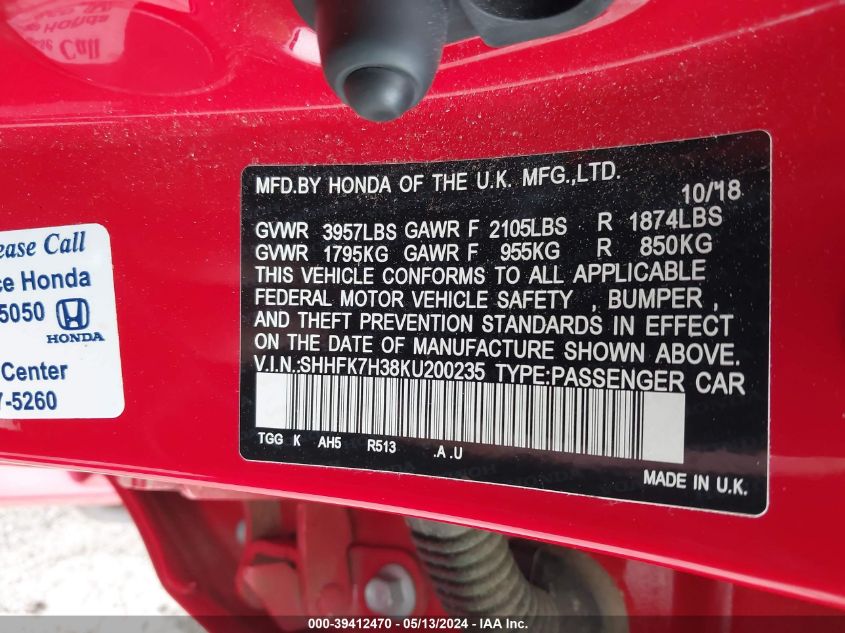 ease Call
ce Honda
5050
HONDA
Center
7-5260
MFD.BY HONDA OF THE U.K. MFG.,LTD.
10/18
GVWR 3957LBS GAWR F 2105LBS R 1874LBS
GVWR 1795KG GAWR F 955KG R 850KG
THIS VEHICLE CONFORMS TO ALL APPLICABLE
FEDERAL MOTOR VEHICLE SAFETY , BUMPER ,
AND THEFT PREVENTION STANDARDS IN EFFECT
ON THE DATE OF MANUFACTURE SHOWN ABOVE.
V.I.N.:SHHFK7H38KU200235 TYPE:PASSENGER CAR
TGG K AH5 R513 .A .U
MADE IN U.K.
000-39412470 - 05/13/2024 - IAA Inc.